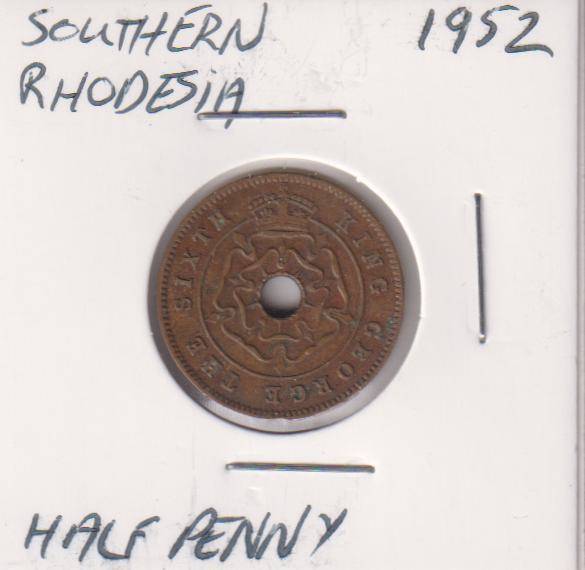 SOUTHERN 1952
RHODESIA
KING GEORGE THE SIXTH
HALF PENNY